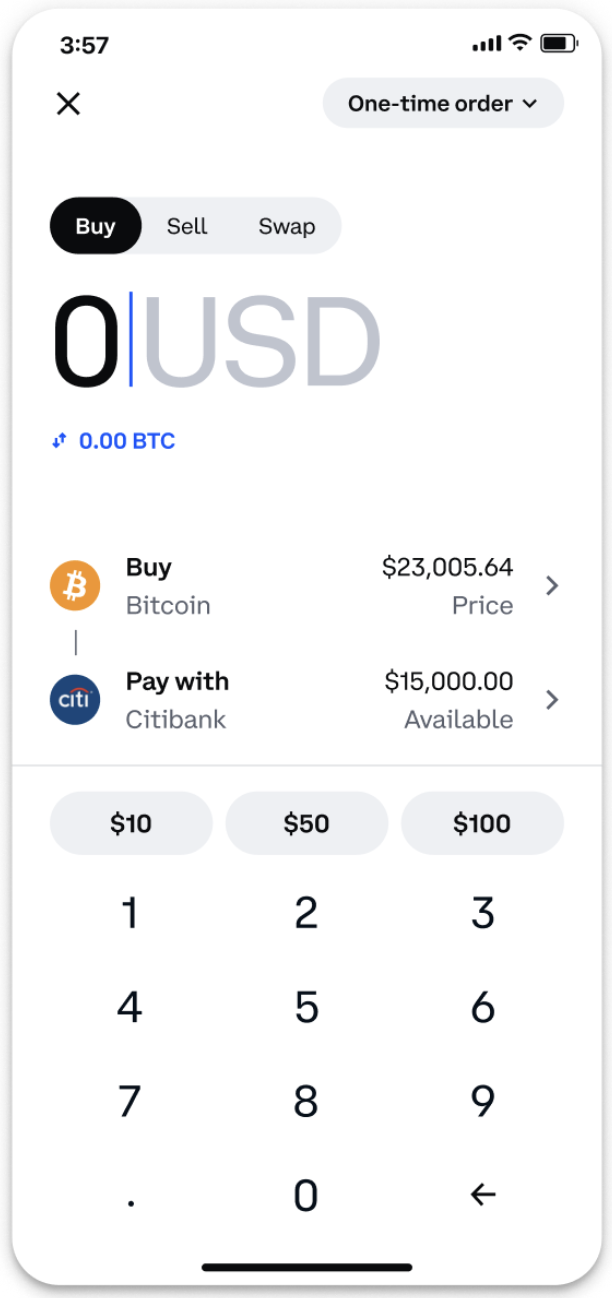 3:57
One-time order
Buy Sell Swap
0 USD
0.00 BTC
Buy $23,005.64
Bitcoin Price
citi
Pay with $15,000.00
Citibank Available
$10 $50 $100
1 2 3
4 5 6
7 8 9
. 0